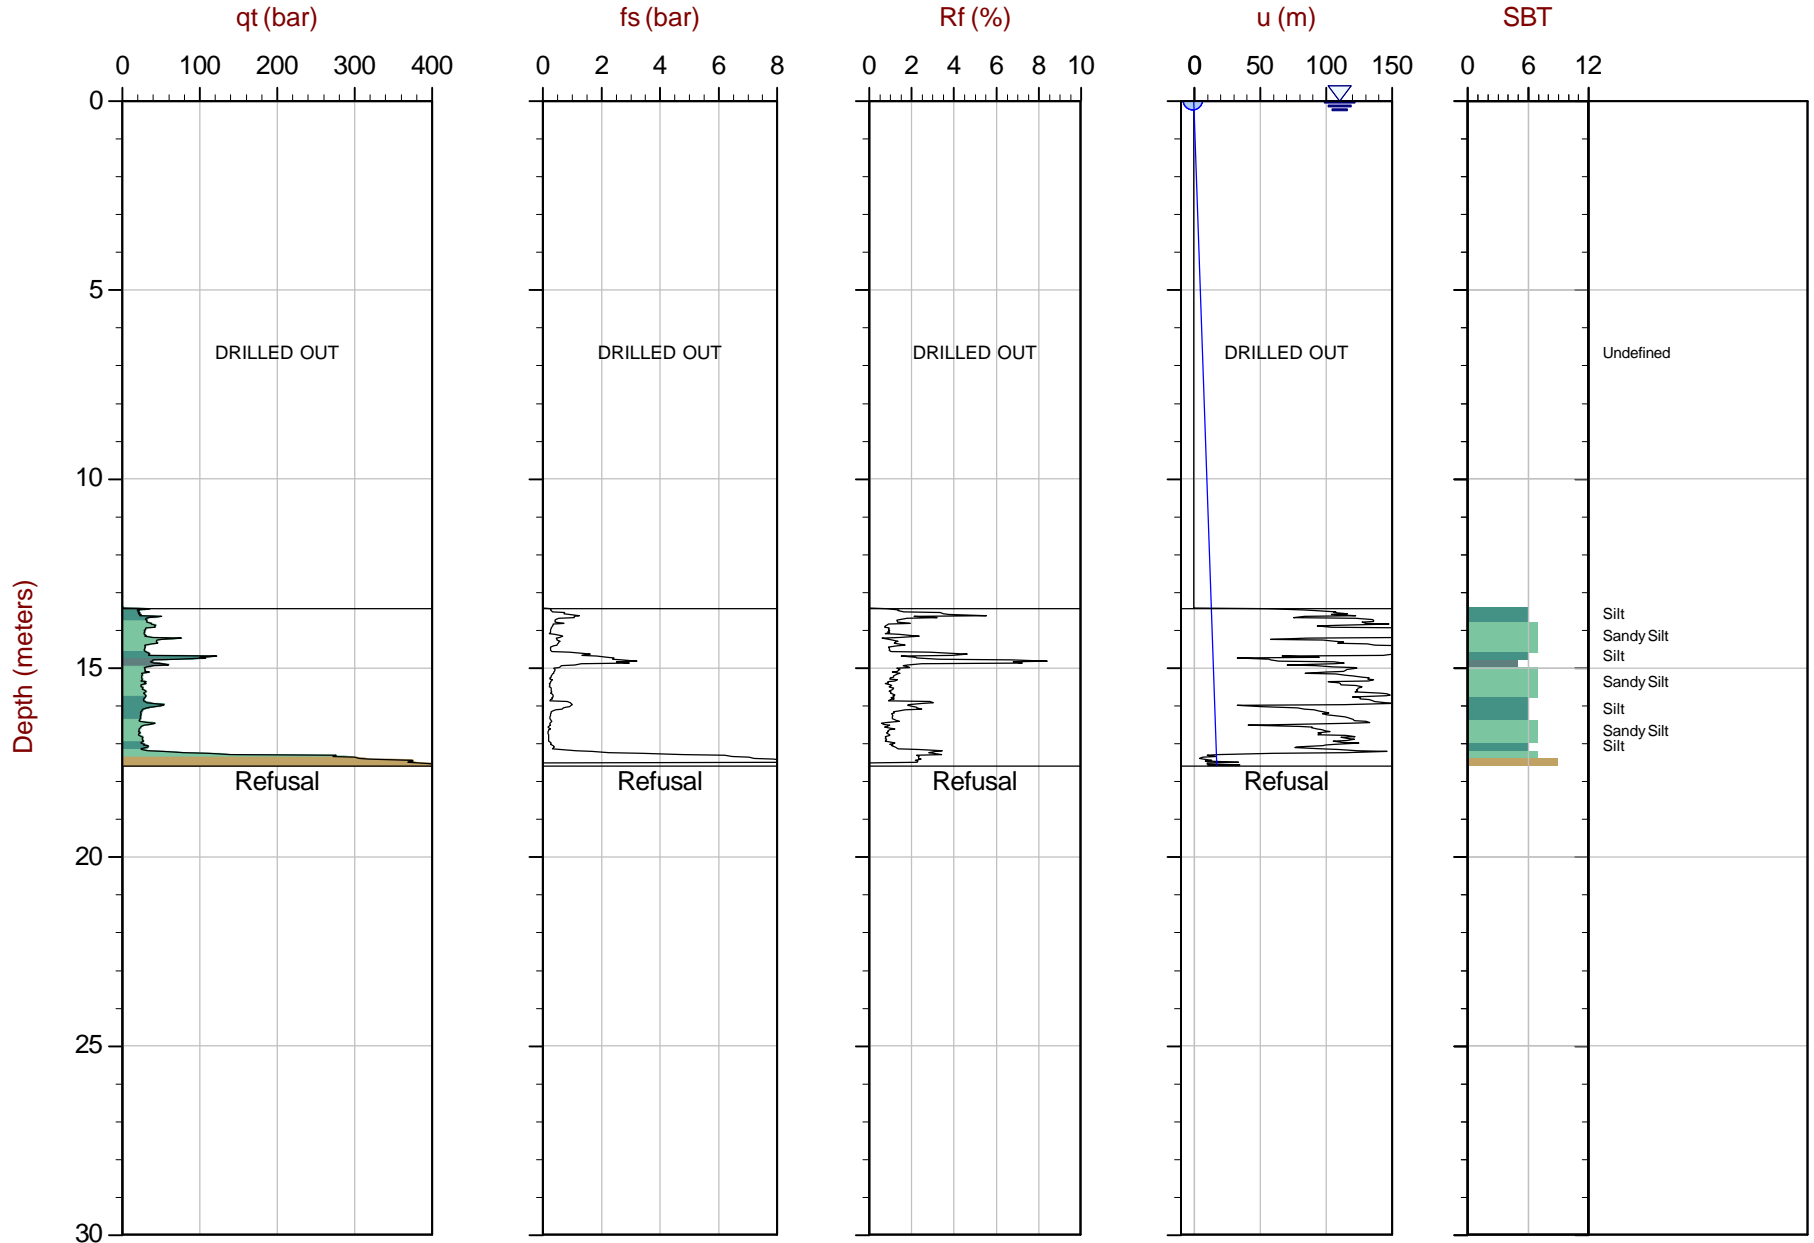 qt (bar) fs (bar) Rf (%) u (m) SBT
0 100 200 300 400 0 2 4 6 8 0 2 4 6 8 10 0 50 100 150 0 6 12
0
5
DRILLED OUT DRILLED OUT DRILLED OUT DRILLED OUT Undefined
10
Depth (meters)
Silt
Sandy Silt
Silt
15
Sandy Silt
Silt
Sandy Silt
Silt
Refusal Refusal Refusal Refusal
20
25
30